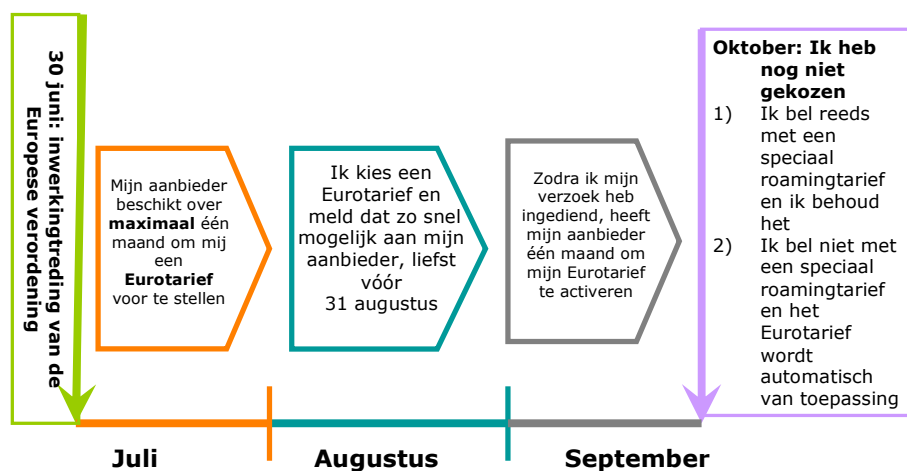 30 juni: inwerkingtreding van de
Europese verordening
Mijn aanbieder
beschikt over
maximaal één
maand om mij
een
Eurotarief
voor te stellen
Ik kies een
Eurotarief en
meld dat zo snel
mogelijk aan mijn
aanbieder, liefst
vóór
31 augustus
Zodra ik mijn
verzoek heb
ingediend, heeft
mijn aanbieder
één maand om
mijn Eurotarief
te activeren
Oktober: Ik heb
nog niet
gekozen
1) Ik bel reeds
met een
speciaal
roamingtarief
en ik behoud
het
2) Ik bel niet met
een speciaal
roamingtarief
en het
Eurotarief
wordt
automatisch
van toepassing
Juli
Augustus
September